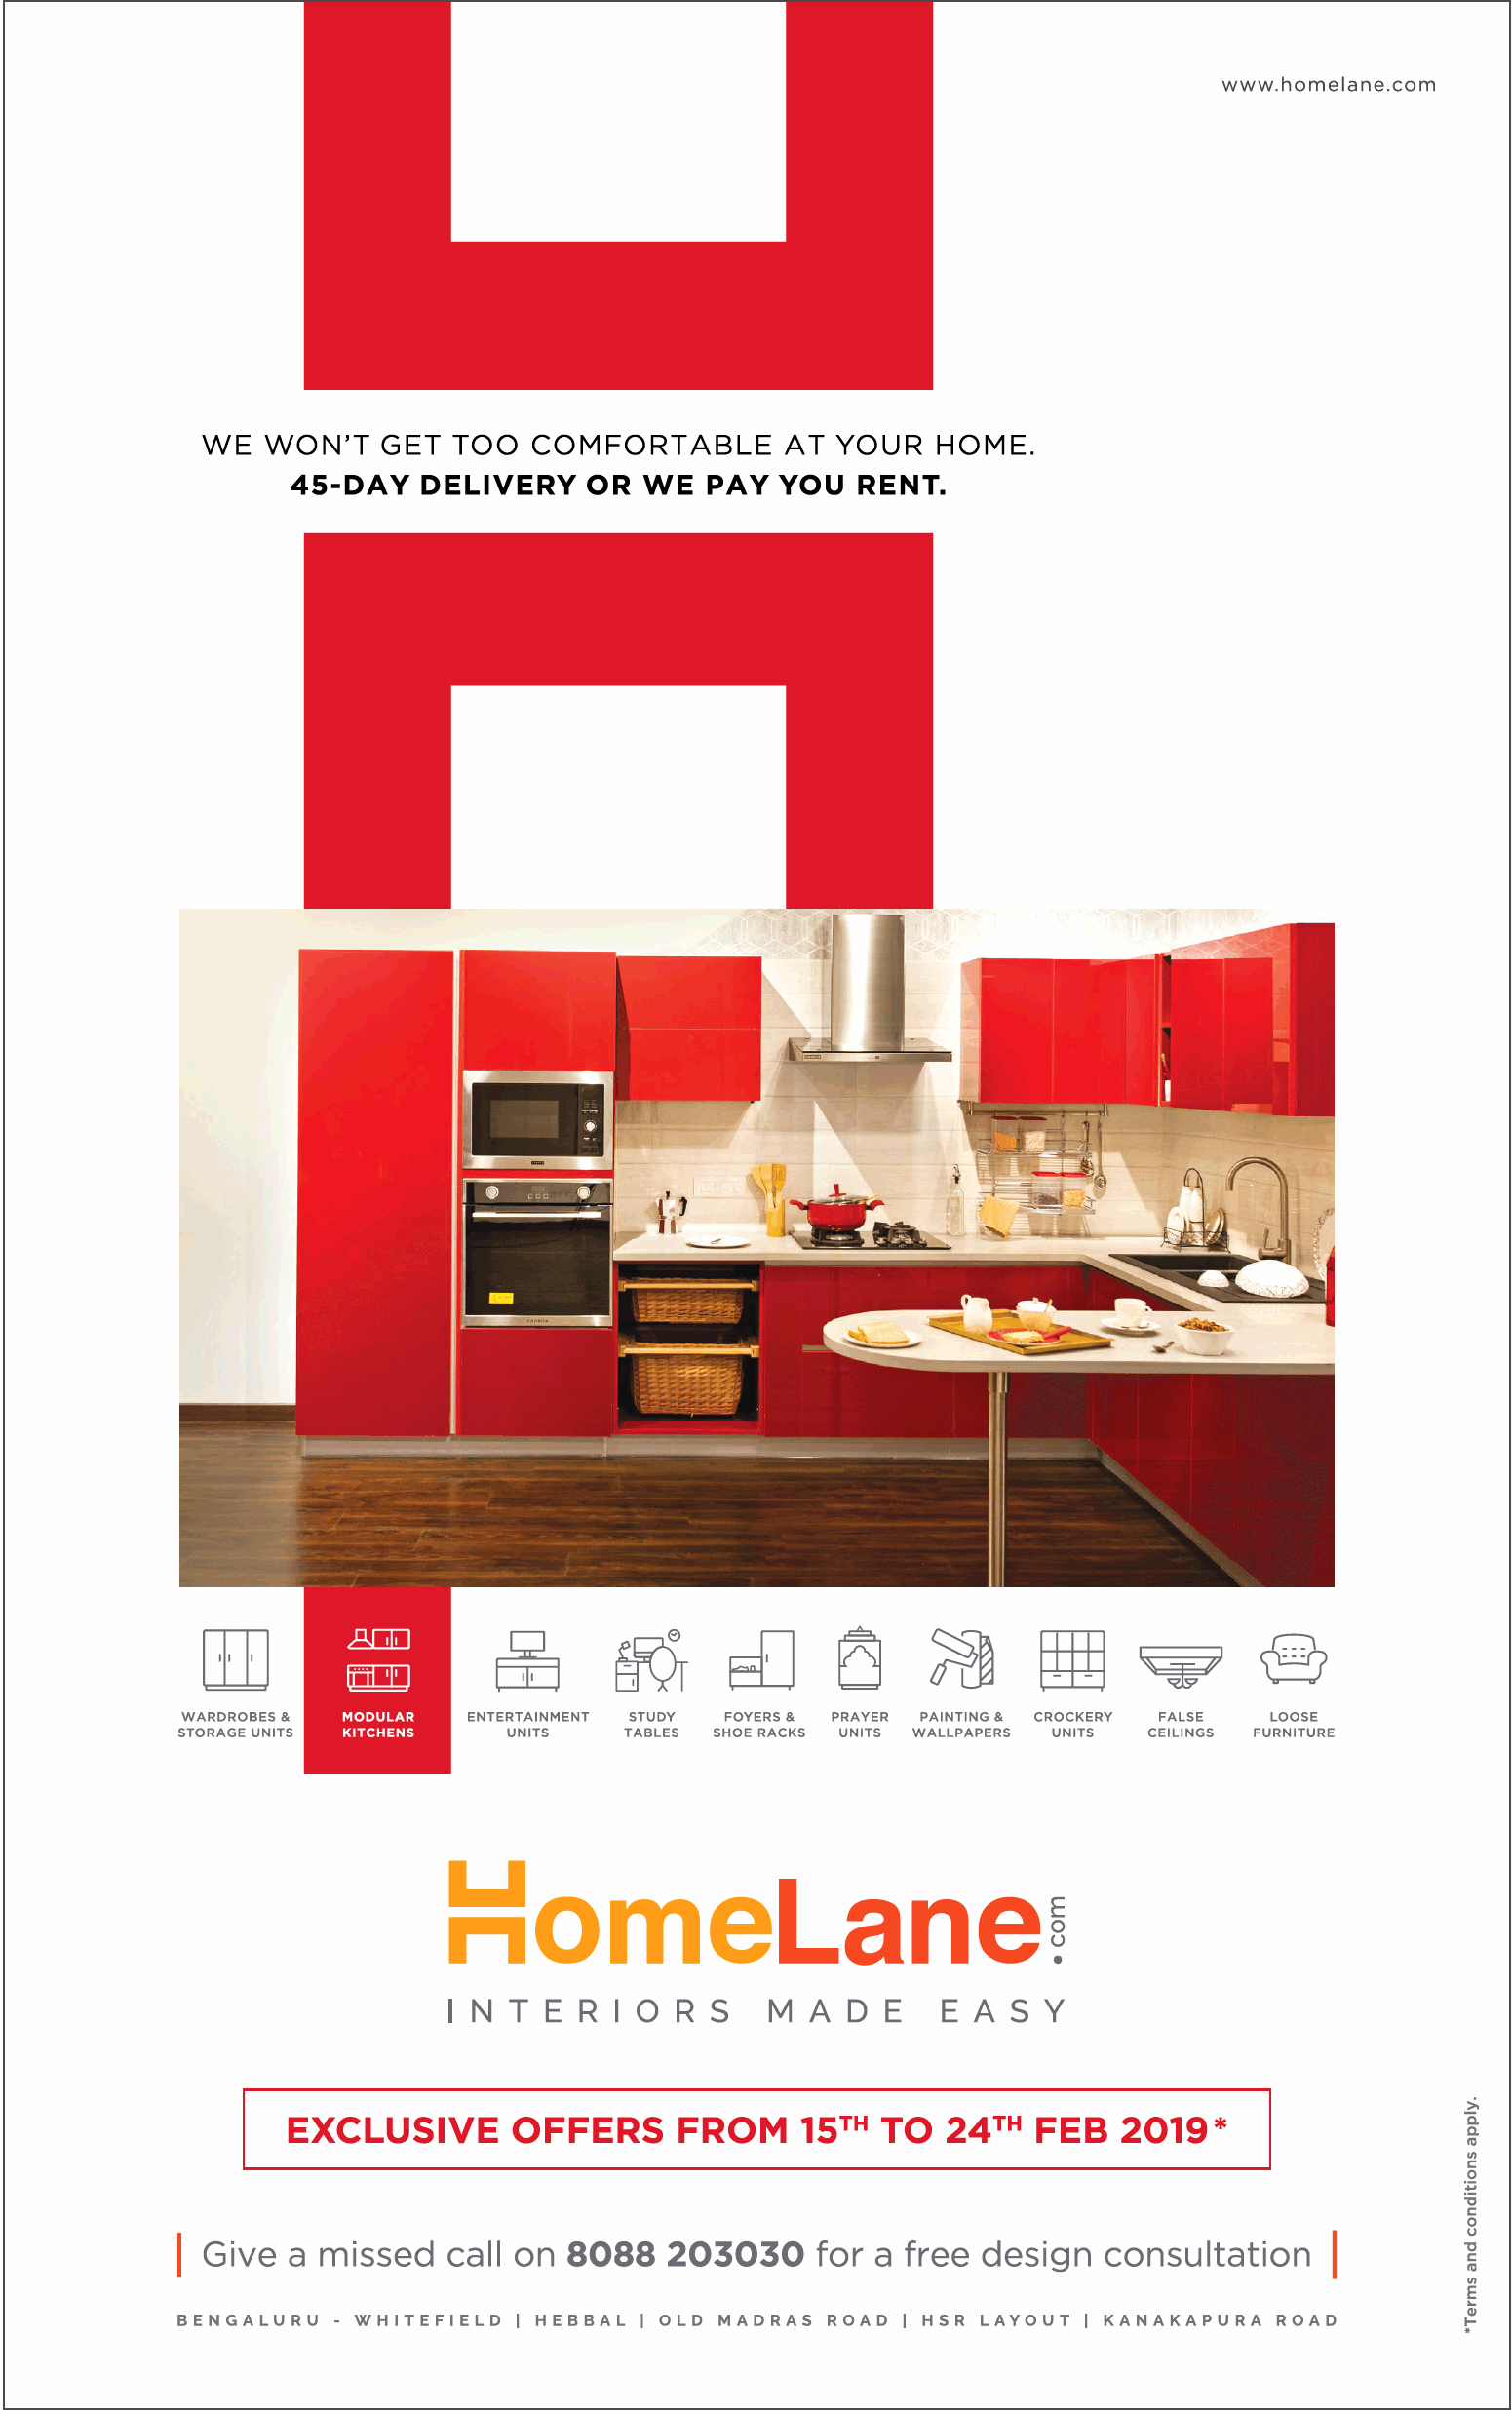 www.homelane.com
WE WON'T GET TOO COMFORTABLE AT YOUR HOME.
45-DAY DELIVERY OR WE PAY YOU RENT.
WARDROBES &
STORAGE UNITS
MODULAR
KITCHENS
ENTERTAINMENT
UNITS
STUDY
TABLES
FOYERS &
SHOE RACKS
PRAYER
UNITS
PAINTING &
WALLPAPERS
CROCKERY
UNITS
FALSE
CEILINGS
LOOSE
FURNITURE
HomeLane.com
INTERIORS MADE EASY
EXCLUSIVE OFFERS FROM 15TH TO 24TH FEB 2019*
Give a missed call on 8088 203030 for a free design consultation
BENGALURU - WHITEFIELD | HEBBAL | OLD MADRAS ROAD | HSR LAYOUT | KANAKAPURA ROAD
*Terms and conditions apply.